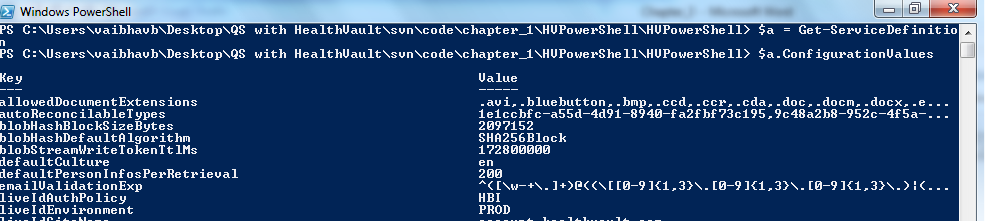 Windows PowerShell
PS C:\Users\vaibhavb\Desktop\QS with HealthVault\svn\code\chapter_1\HVPowerShell\HVPowerShell> $a = Get-ServiceDefinitio
n
PS C:\Users\vaibhavb\Desktop\QS with HealthVault\svn\code\chapter_1\HVPowerShell\HVPowerShell> $a.ConfigurationValues
Key Value
--- -----
allowedDocumentExtensions .avi,.bluebutton,.bmp,.ccd,.ccr,.cda,.doc,.docm,.docx,.e...
autoReconcilableTypes 1e1ccbfc-a55d-4d91-8940-fa2fbf73c195,9c48a2b8-952c-4f5a-...
blobHashBlockSizeBytes 2097152
blobHashDefaultAlgorithm SHA256Block
blobStreamWriteTokenTtlMs 172800000
defaultCulture en
defaultPersonInfosPerRetrieval 200
emailValidationExp ^([\w-+\.]+)@((\[[0-9]{1,3}\.[0-9]{1,3}\.[0-9]{1,3}\.)|(...
liveIdAuthPolicy HBI
liveIdEnvironment PROD